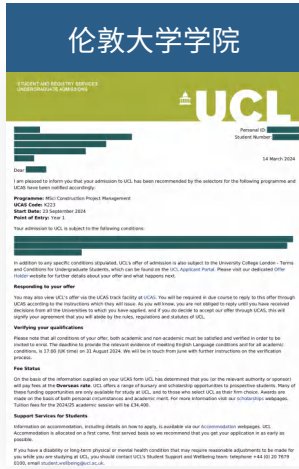 伦敦大学学院
STUDENT AND REGISTRY SERVICES
UNDERGRADUATE ADMISSIONS
UCL
Personal ID:
Student Number:
14 March 2024
Dear
I am pleased to inform you that your admission to UCL has been recommended by the selectors for the following programme and
UCAS have been notified accordingly:
Programme: MSci Construction Project Management
UCAS Code: K223
Start Date: 23 September 2024
Point of Entry: Year 1
Your admission to UCL is subject to the following conditions:
In addition to any specific conditions stipulated, UCL's offer of admission is also subject to the University College London - Terms
and Conditions for Undergraduate Students, which can be found on the UCL Applicant Portal. Please visit our dedicated Offer
Holder website for further details about your offer and what happens next.
Responding to your offer
You may also view UCL's offer via the UCAS track facility at UCAS. You will be required in due course to reply to this offer through
UCAS according to the instructions which they will issue. As you will know, you are not obliged to reply until you have received
decisions from all the Universities to which you have applied, and if you do decide to accept our offer through UCAS, this will
signify your agreement that you will abide by the rules, regulations and statutes of UCL.
Verifying your qualifications
Please note that all conditions of your offer, both academic and non-academic must be satisfied and verified in order to be
invited to enrol. The deadline to provide the relevant evidence of meeting English Language conditions and for all academic
conditions, is 17.00 (UK time) on 31 August 2024. We will be in touch from June with further instructions on the verification
process.
Fee Status
On the basis of the information supplied on your UCAS form UCL has determined that you (or the relevant authority or sponsor)
will pay fees at the Overseas rate. UCL offers a range of bursary and scholarship opportunities to prospective students. Many of
these funding opportunities are only available for study at UCL, and to those who select UCL as their firm choice. Awards are
made on the basis of both personal circumstances and academic merit. For more information visit our scholarships webpages.
Tuition fees for the 2024/25 academic session will be £34,400.
Support Services for Students
Information on accommodation, including details on how to apply, is available via our Accommodation webpages. UCL
Accommodation is allocated on a first come, first served basis so we recommend that you get your application in as early as
possible.
If you have a disability or long-term physical or mental health condition that may require reasonable adjustments to be made for
you while you are studying at UCL, you should contact UCL's Student Support and Wellbeing team: telephone +44 (0) 20 7679
0100, email student.wellbeing@ucl.ac.uk.